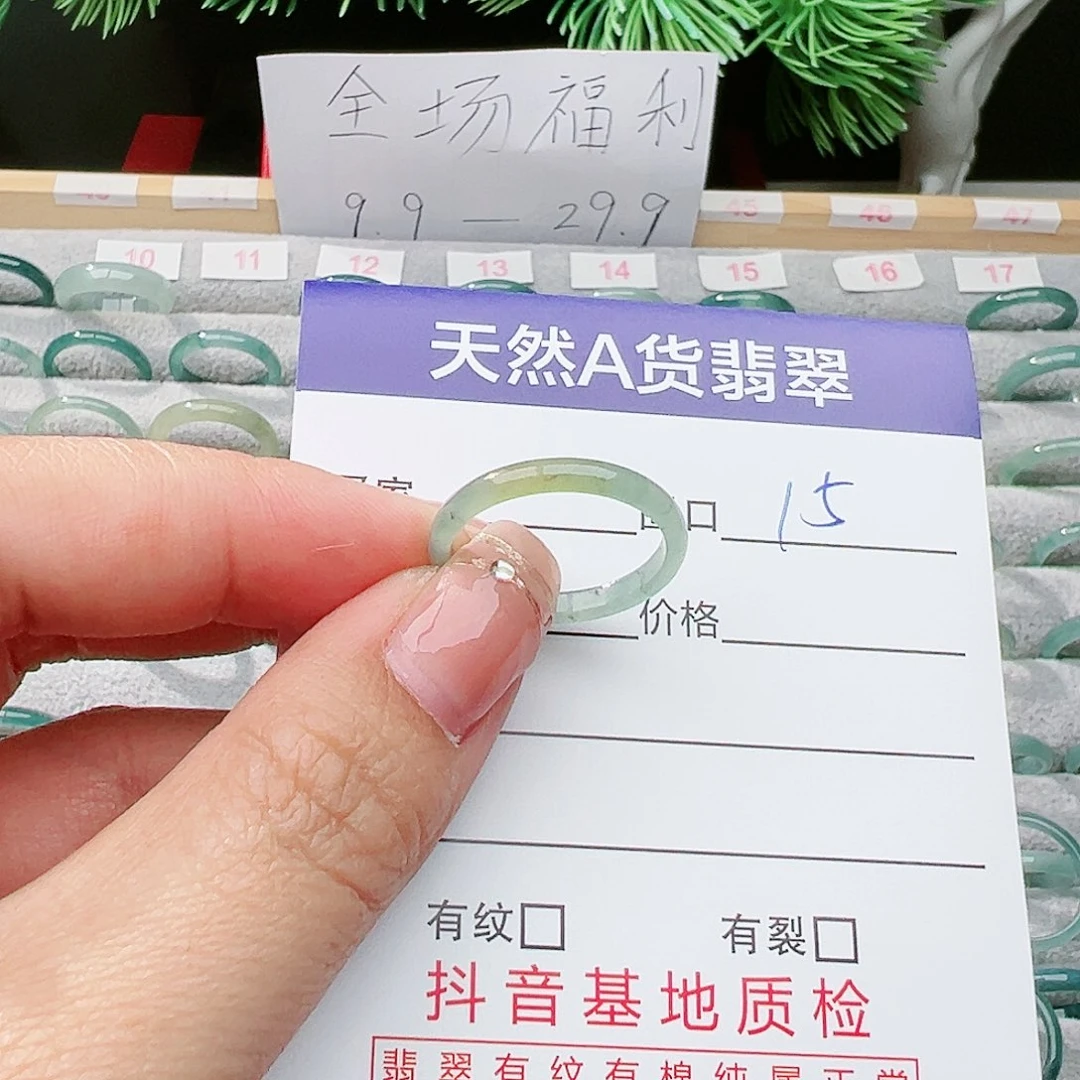 全场福利
9.9 — 29.9
45 46 47
10 11 12 13 14 15 16 17
天然A货翡翠
圈口 15
价格
有纹□ 有裂□
抖音基地质检
翡翠有纹有棉纯属正常